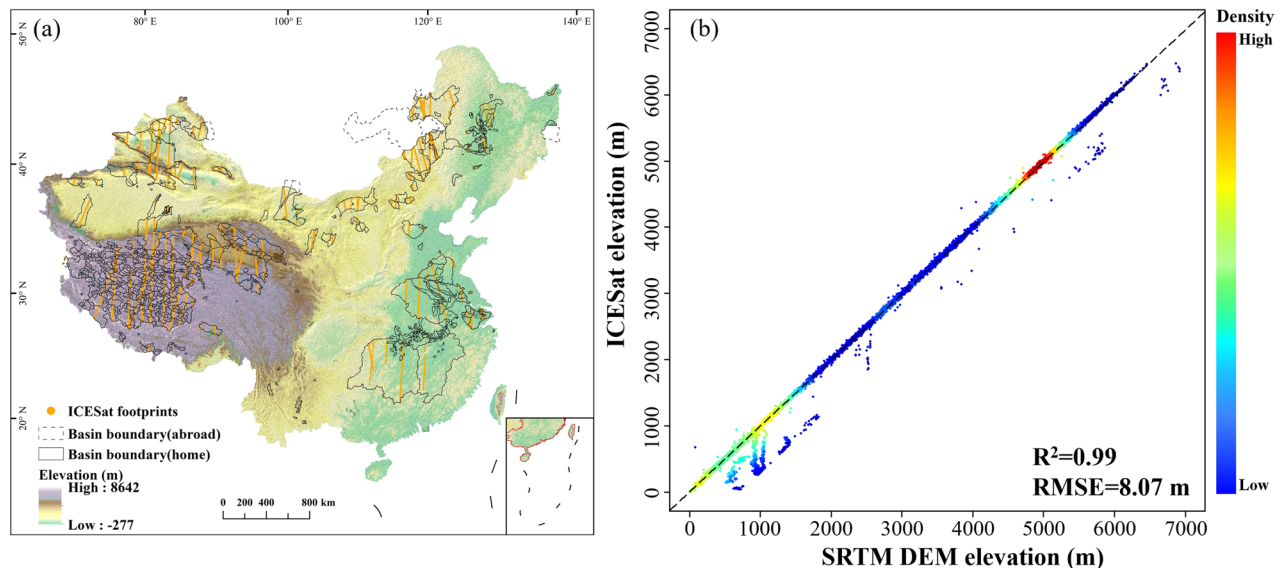 (a)
80° E
100° E
120° E
140° E
50° N
40° N
30° N
20° N
ICESat footprints
Basin boundary(abroad)
Basin boundary(home)
Elevation (m)
High : 8642
Low : -277
0 200 400 800 km
(b)
ICESat elevation (m)
7000
6000
5000
4000
3000
2000
1000
0
0 1000 2000 3000 4000 5000 6000 7000
SRTM DEM elevation (m)
R²=0.99
RMSE=8.07 m
Density
High
Low